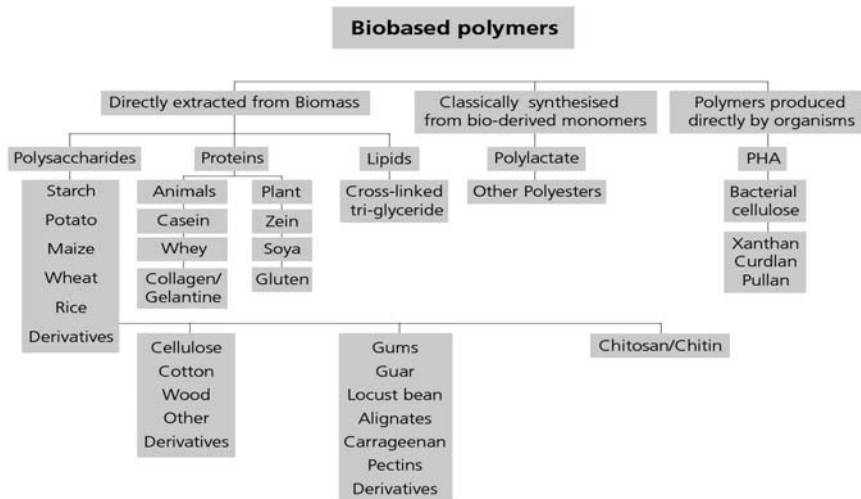 Biobased polymers
Directly extracted from Biomass
Classically synthesised
from bio-derived monomers
Polymers produced
directly by organisms
Polysaccharides
Proteins
Lipids
Polylactate
PHA
Starch
Potato
Maize
Wheat
Rice
Derivatives
Animals
Casein
Whey
Collagen/
Gelantine
Plant
Zein
Soya
Gluten
Cross-linked
tri-glyceride
Other Polyesters
Bacterial
cellulose
Xanthan
Curdlan
Pullan
Cellulose
Cotton
Wood
Other
Derivatives
Gums
Guar
Locust bean
Alignates
Carrageenan
Pectins
Derivatives
Chitosan/Chitin